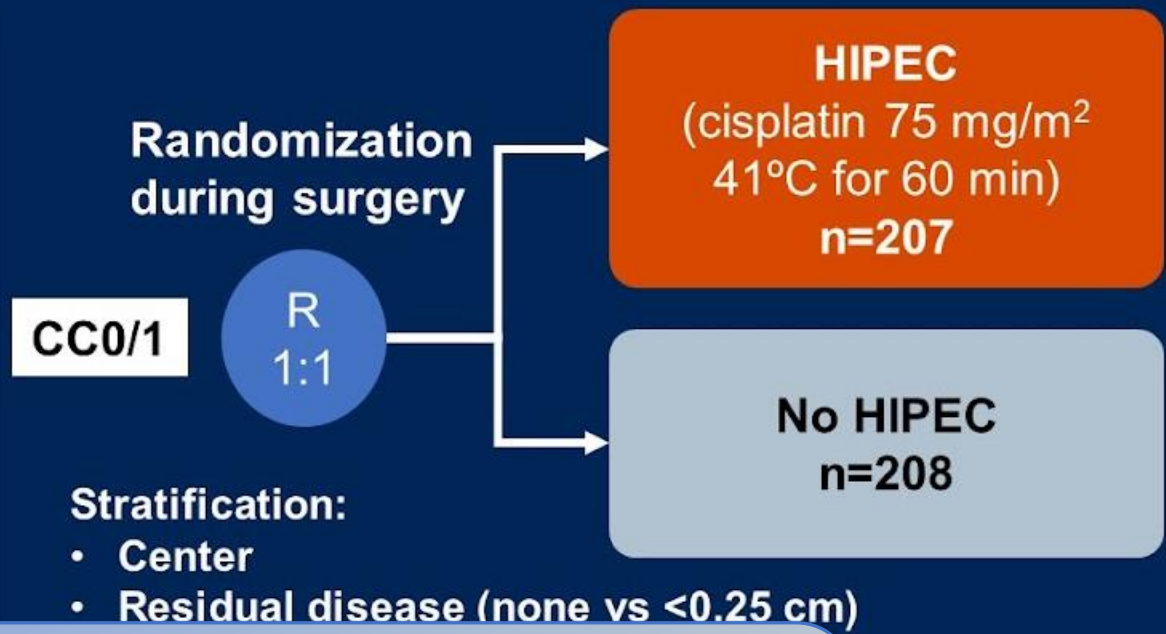 Randomization
during surgery
CC0/1
R
1:1
HIPEC
(cisplatin 75 mg/m²
41ºC for 60 min)
n=207
No HIPEC
n=208
Stratification:
• Center
• Residual disease (none vs <0.25 cm)